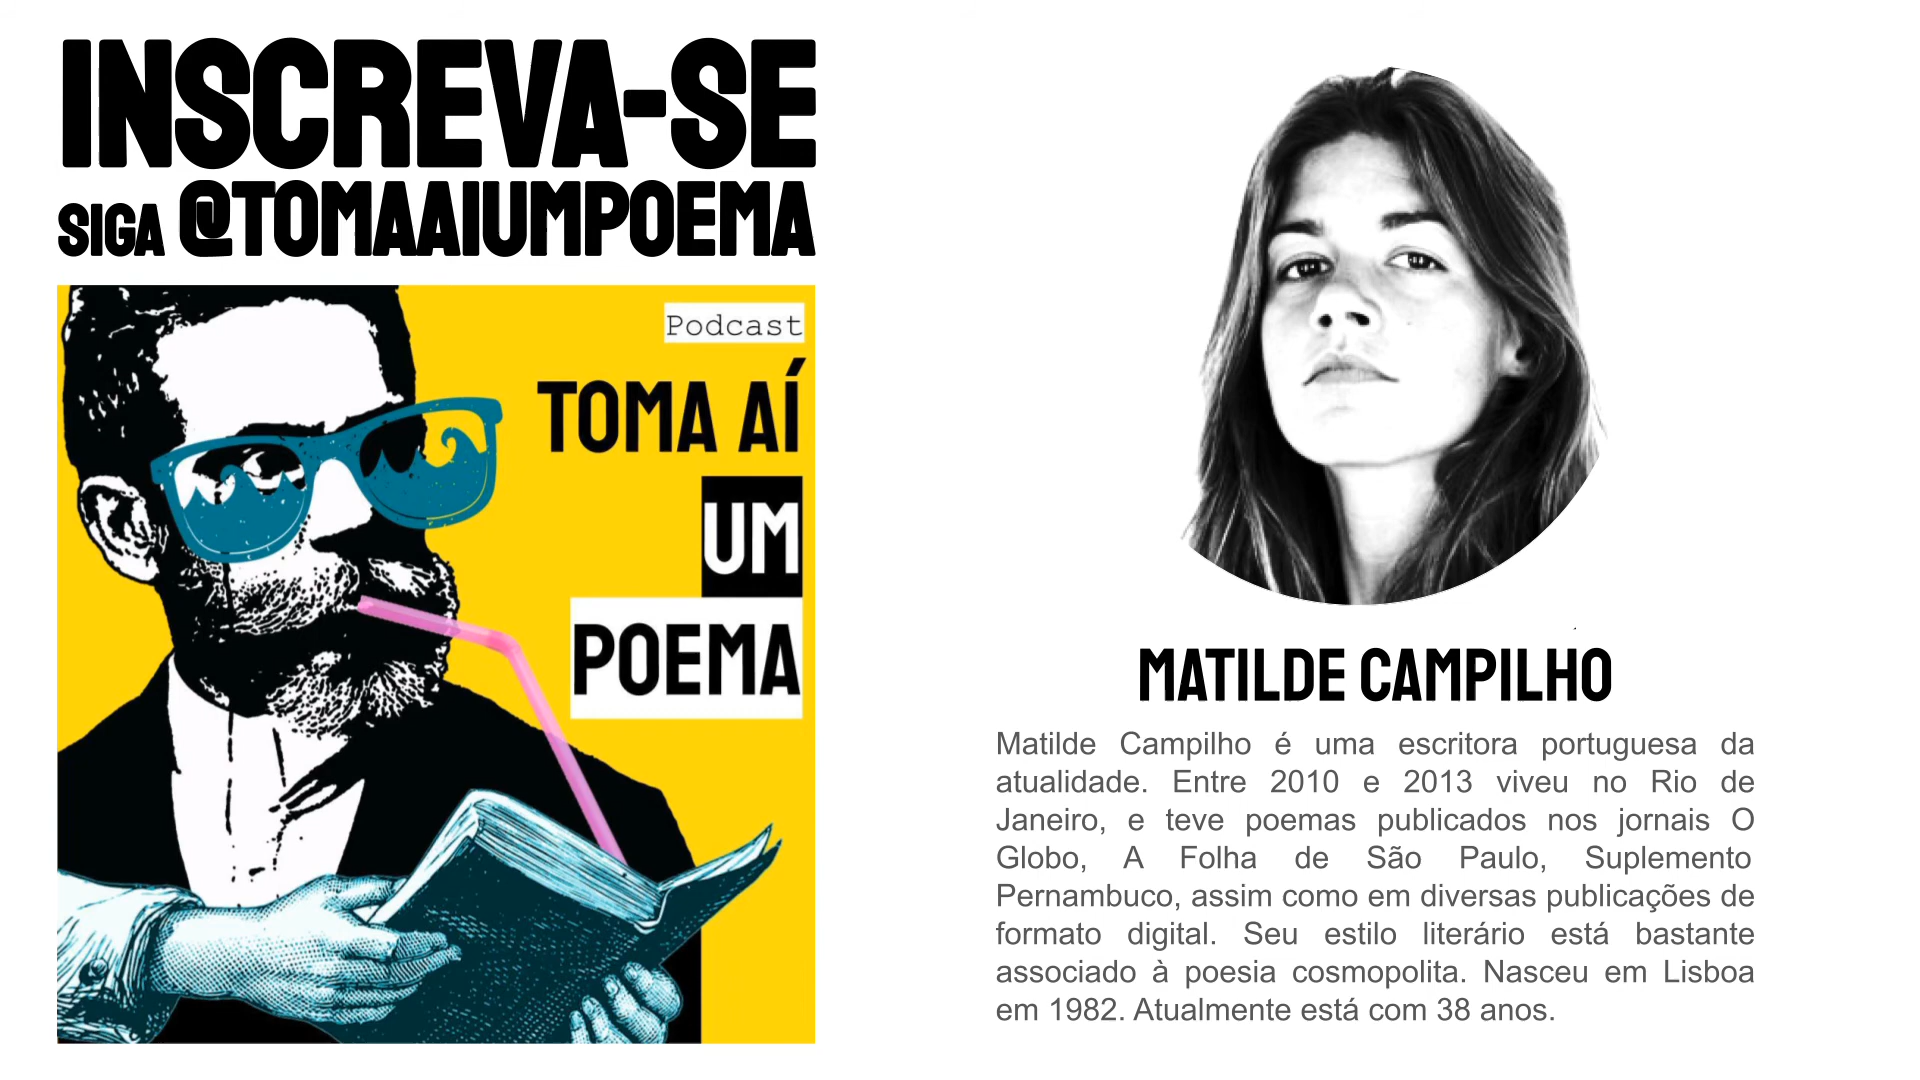 INSCREVA-SE
SIGA @TOMAAIUMPOEMA
Podcast
TOMA AÍ
UM
POEMA
MATILDE CAMPILHO
Matilde Campilho é uma escritora portuguesa da
atualidade. Entre 2010 e 2013 viveu no Rio de
Janeiro, e teve poemas publicados nos jornais O
Globo, A Folha de São Paulo, Suplemento
Pernambuco, assim como em diversas publicações de
formato digital. Seu estilo literário está bastante
associado à poesia cosmopolita. Nasceu em Lisboa
em 1982. Atualmente está com 38 anos.